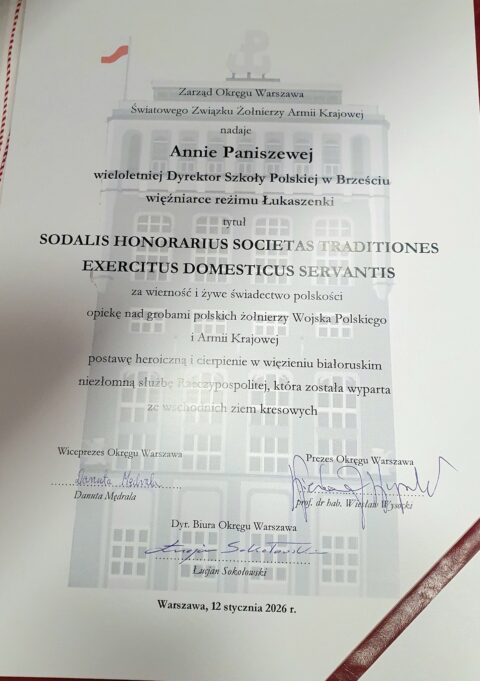 Zarząd Okręgu Warszawa
Światowego Związku Żołnierzy Armii Krajowej
nadaje
Annie Paniszewej
wieloletniej Dyrektor Szkoły Polskiej w Brześciu
więźniarce reżimu Łukaszenki
tytuł
SODALIS HONORARIUS SOCIETAS TRADITIONES
EXERCITUS DOMESTICUS SERVANTIS
za wierność i żywe świadectwo polskości
opiekę nad grobami polskich żołnierzy Wojska Polskiego
i Armii Krajowej
postawę heroiczną i cierpienie w więzieniu białoruskim
niezłomną służbę Rzeczypospolitej, która została wyparta
ze wschodnich ziem kresowych
Wiceprezes Okręgu Warszawa
Danuta Mędrala
Danuta Mędrala
Prezes Okręgu Warszawa
prof. dr hab. Wiesław Wysocki
Dyr. Biura Okręgu Warszawa
Lucjan Sokołowski
Lucjan Sokołowski
Warszawa, 12 stycznia 2026 r.